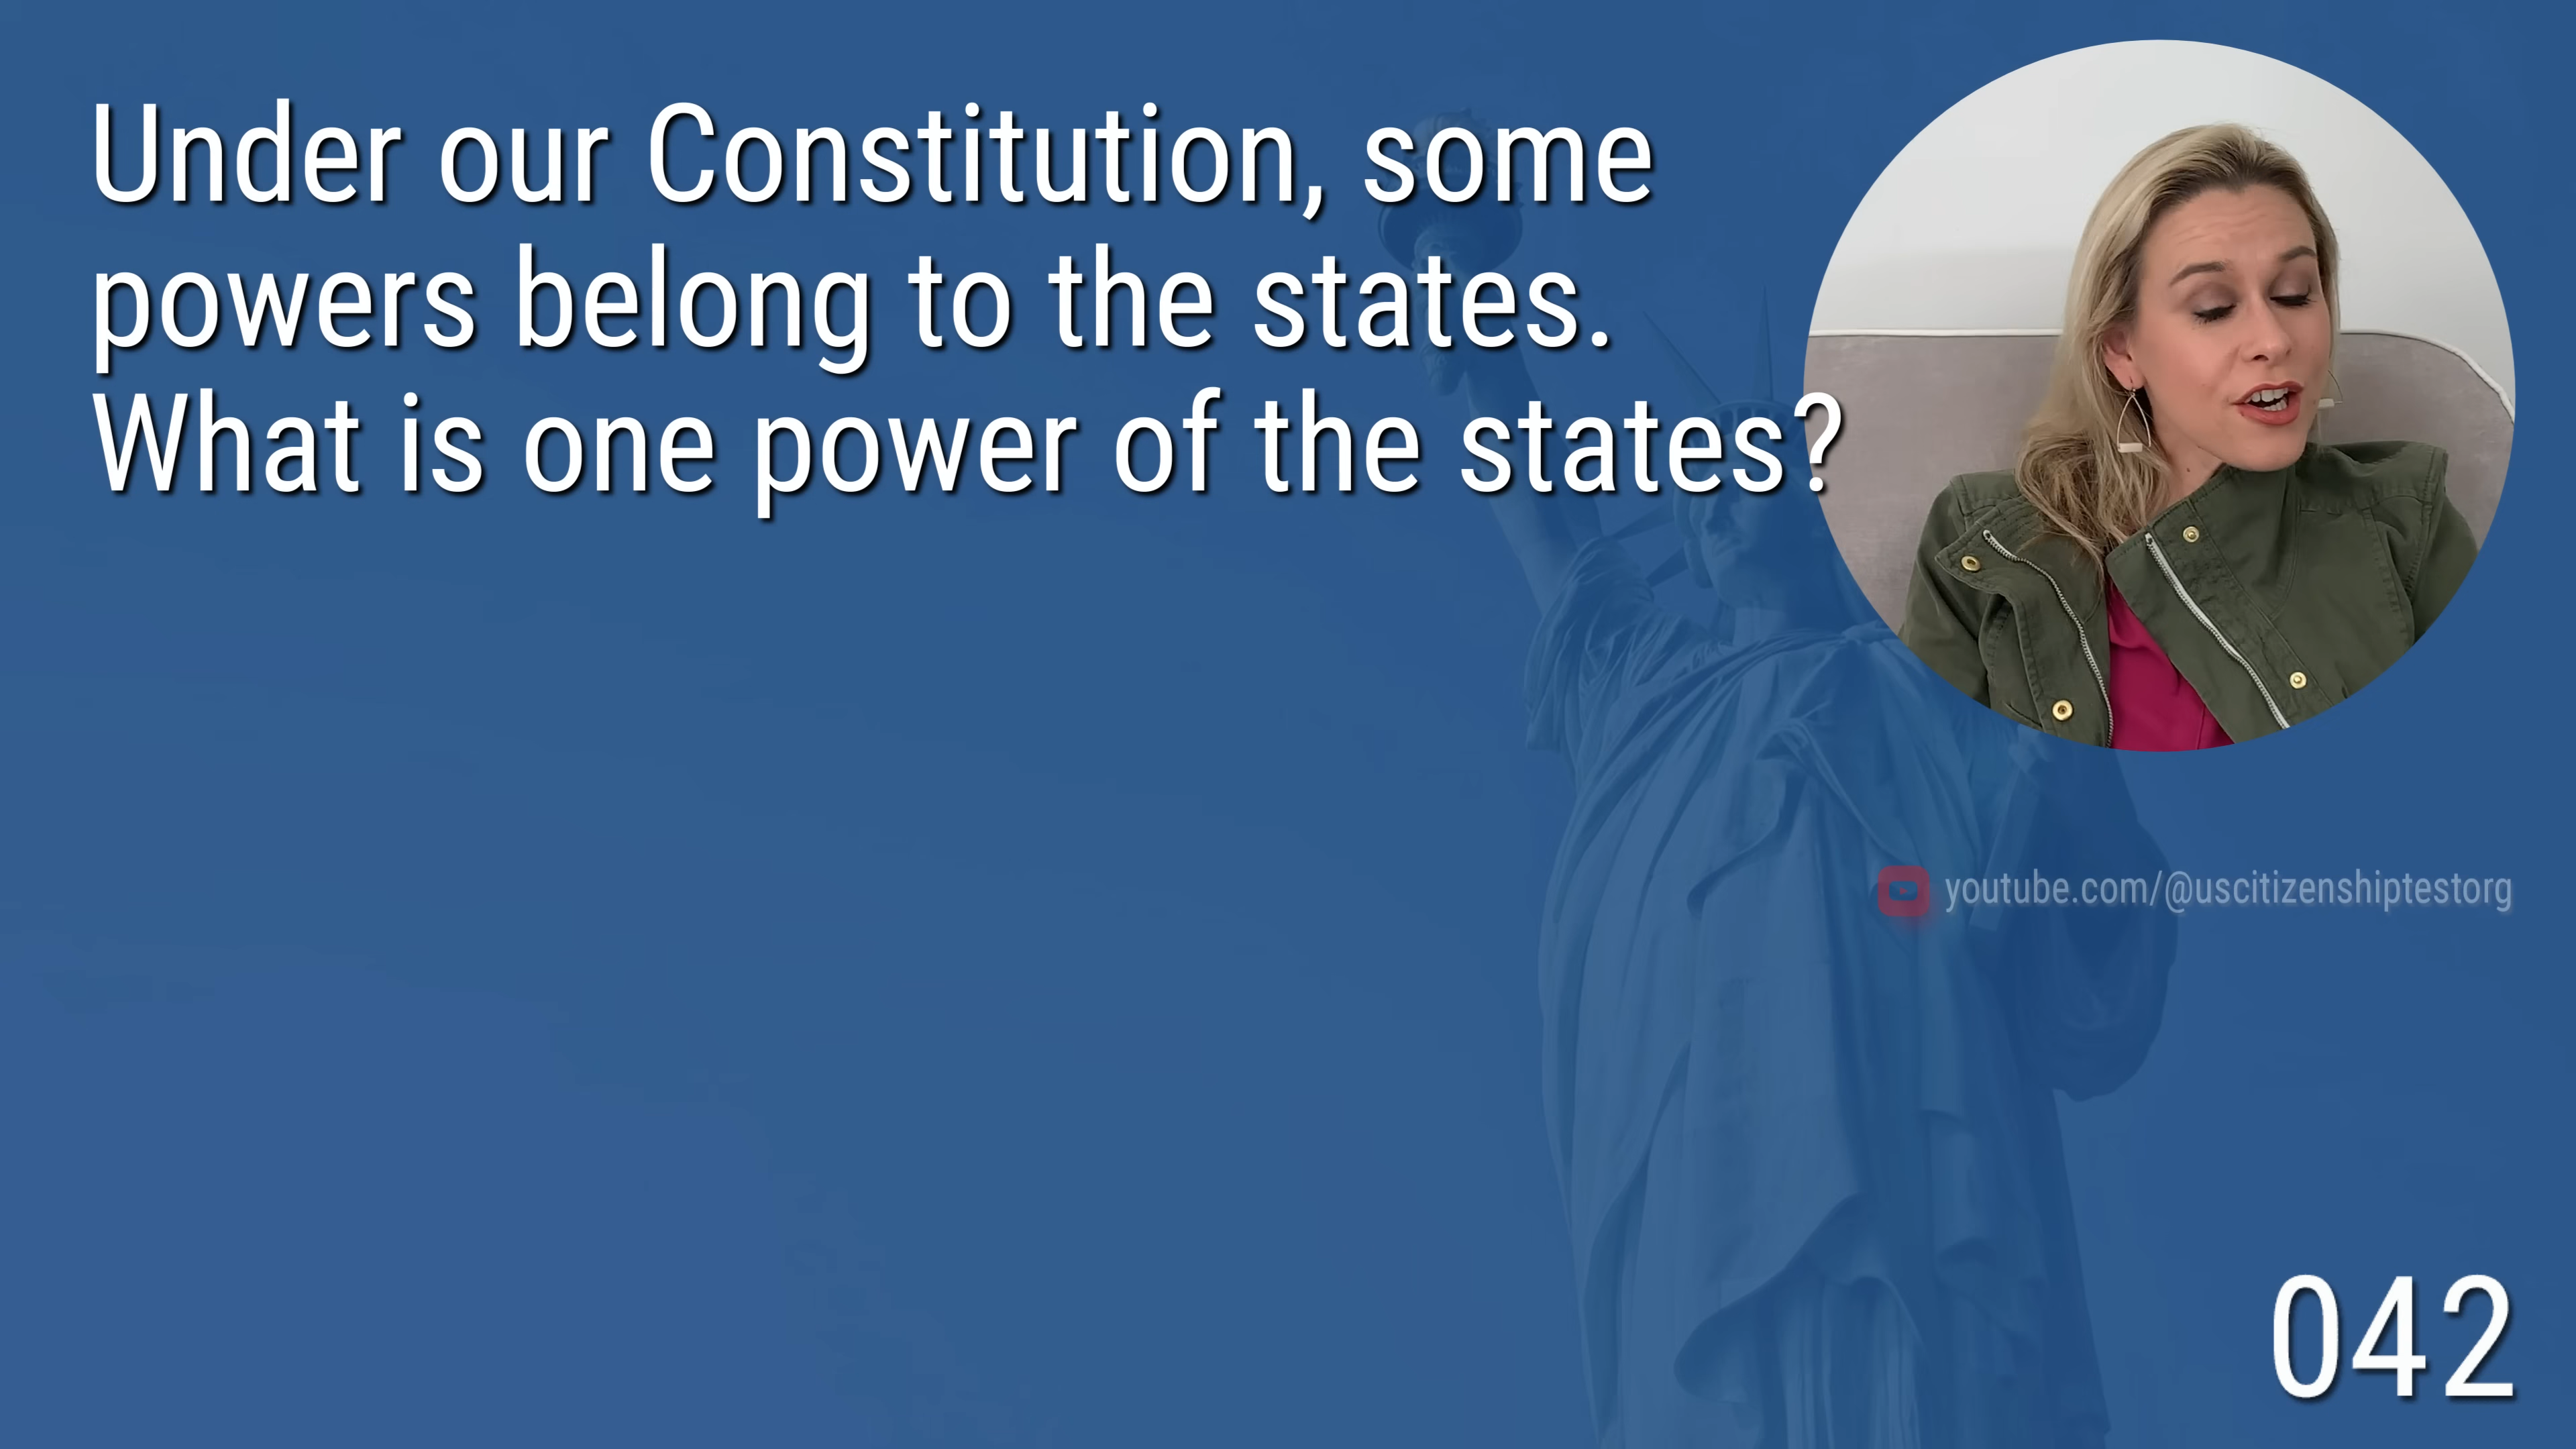 Under our Constitution, some
powers belong to the states.
What is one power of the states?
youtube.com/@uscitizenshiptestorg
042